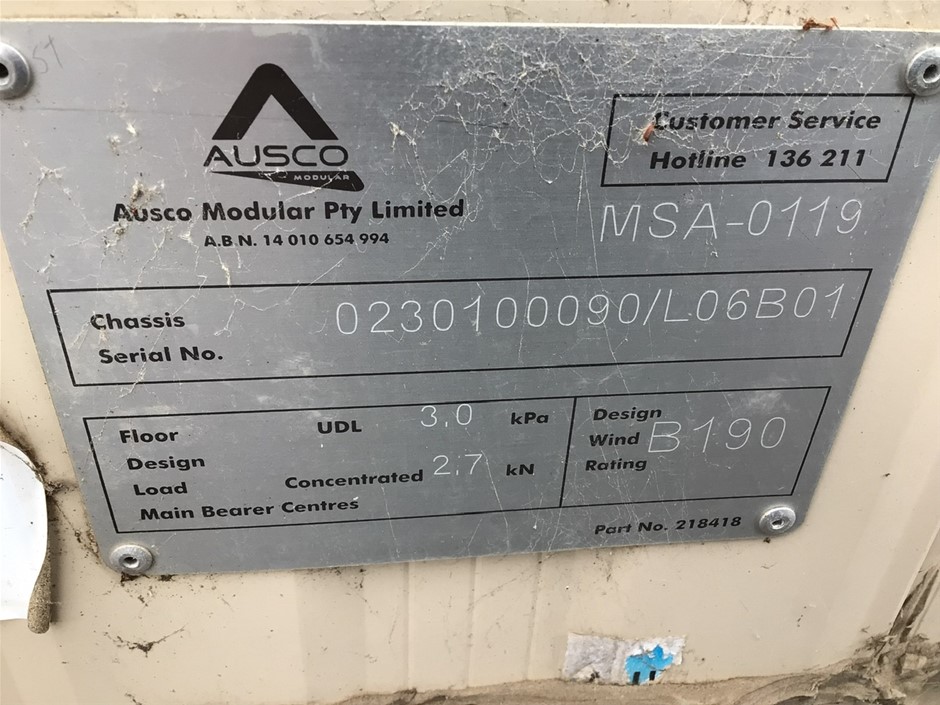 AUSCO
MODULAR
Ausco Modular Pty Limited
A.B.N. 14 010 654 994
Customer Service
Hotline 136 211
MSA-0119
Chassis
Serial No.
0230100090/L06B01
Floor
Design
Load
UDL 3.0 kPa
Concentrated 2.7 kN
Main Bearer Centres
Design
Wind
Rating
B190
Part No. 218418